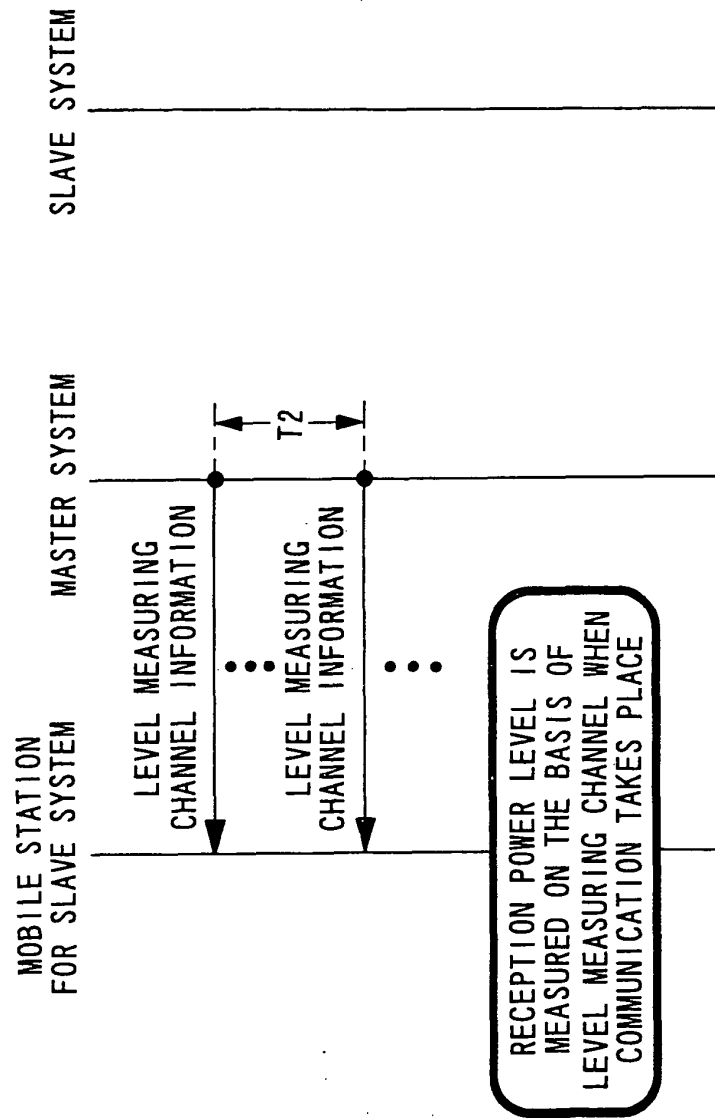 MOBILE STATION
FOR SLAVE SYSTEM
MASTER SYSTEM
SLAVE SYSTEM
LEVEL MEASURING
CHANNEL INFORMATION
T2
LEVEL MEASURING
CHANNEL INFORMATION
RECEPTION POWER LEVEL IS
MEASURED ON THE BASIS OF
LEVEL MEASURING CHANNEL WHEN
COMMUNICATION TAKES PLACE